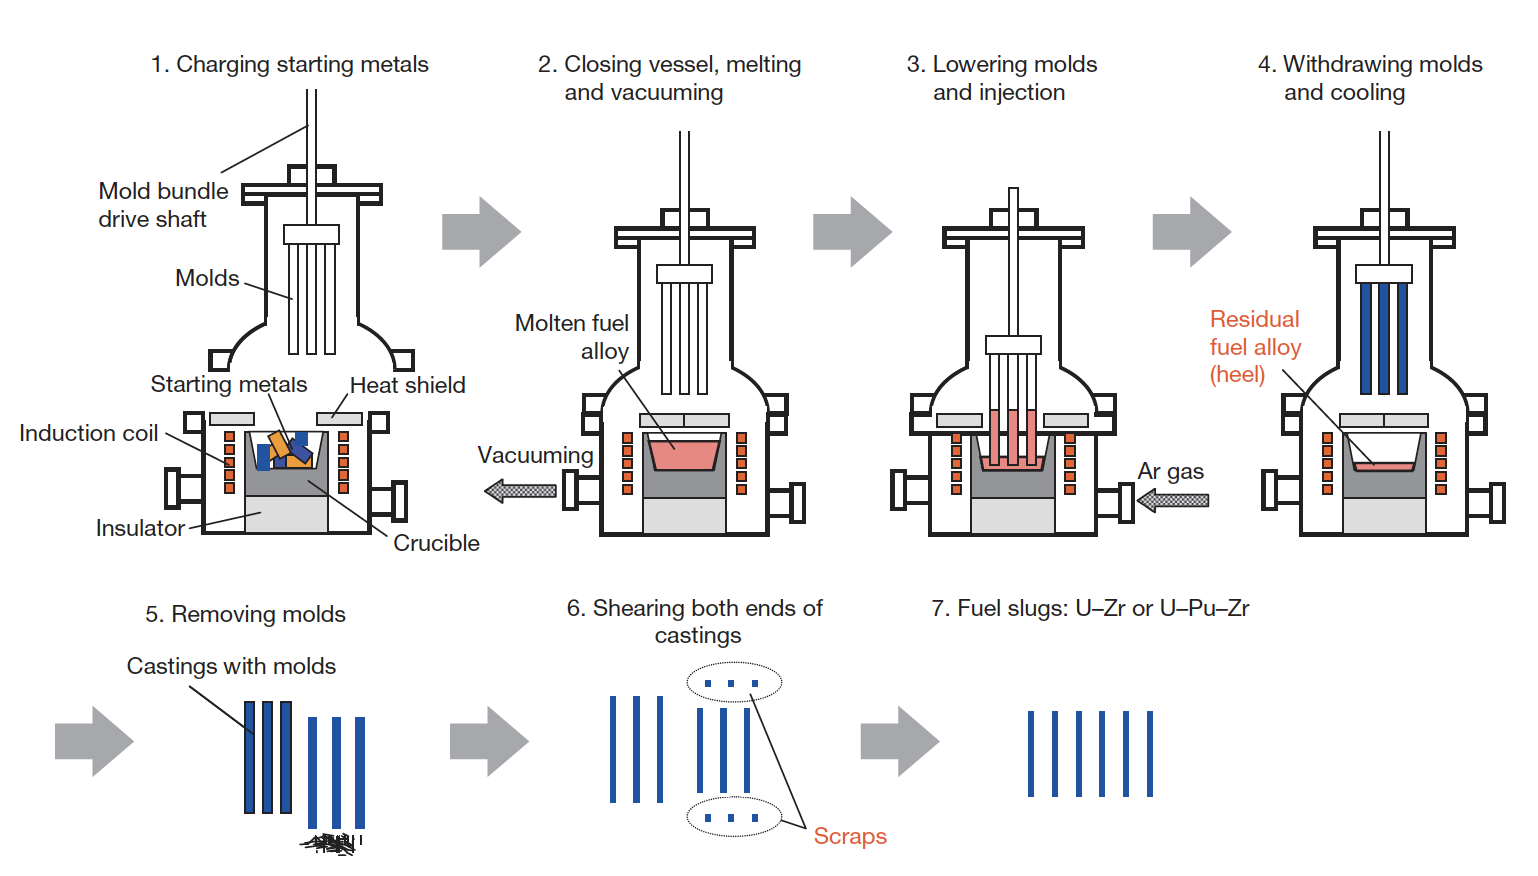 1. Charging starting metals
Mold bundle
drive shaft
Molds
Starting metals
Heat shield
Induction coil
Insulator
Crucible
2. Closing vessel, melting
and vacuuming
Molten fuel
alloy
Vacuuming
3. Lowering molds
and injection
Ar gas
4. Withdrawing molds
and cooling
Residual
fuel alloy
(heel)
5. Removing molds
Castings with molds
6. Shearing both ends of
castings
Scraps
7. Fuel slugs: U–Zr or U–Pu–Zr